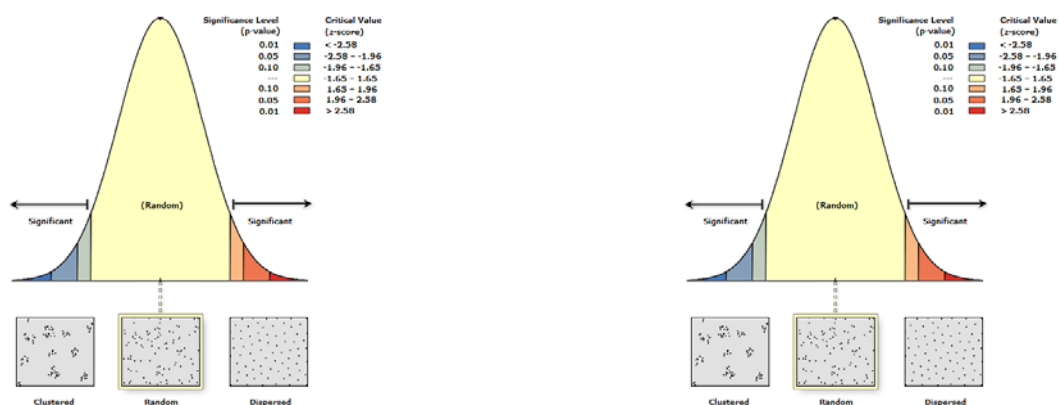 Significance Level Critical Value
(p-value) (z-score)
0.01 < -2.58
0.05 -2.58 – -1.96
0.10 -1.96 – -1.65
--- -1.65 – 1.65
0.10 1.65 – 1.96
0.05 1.96 – 2.58
0.01 > 2.58
(Random)
Significant Significant
Clustered Random Dispersed
Significance Level Critical Value
(p-value) (z-score)
0.01 < -2.58
0.05 -2.58 – -1.96
0.10 -1.96 – -1.65
--- -1.65 – 1.65
0.10 1.65 – 1.96
0.05 1.96 – 2.58
0.01 > 2.58
(Random)
Significant Significant
Clustered Random Dispersed